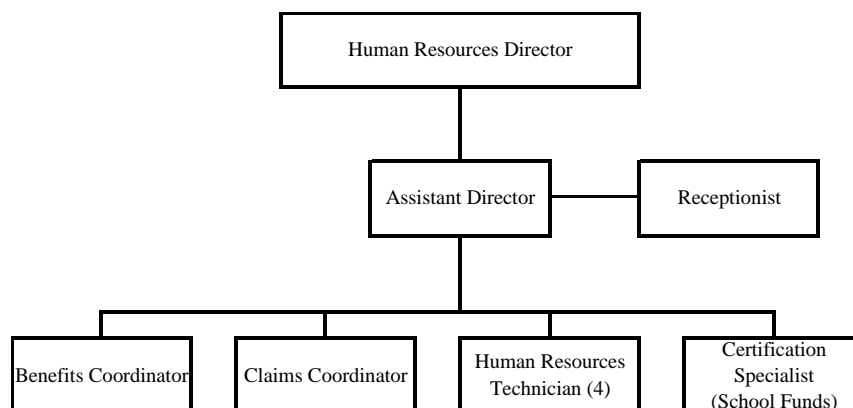 Human Resources Director
Assistant Director
Receptionist
Benefits Coordinator
Claims Coordinator
Human Resources
Technician (4)
Certification
Specialist
(School Funds)